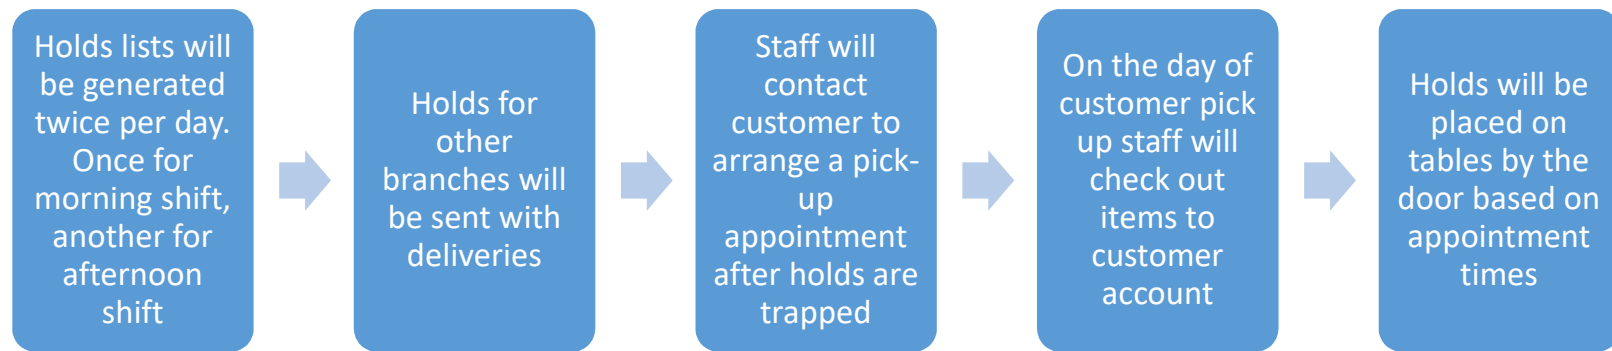 Holds lists will
be generated
twice per day.
Once for
morning shift,
another for
afternoon
shift
Holds for
other
branches will
be sent with
deliveries
Staff will
contact
customer to
arrange a pick-
up
appointment
after holds are
trapped
On the day of
customer pick
up staff will
check out
items to
customer
account
Holds will be
placed on
tables by the
door based on
appointment
times